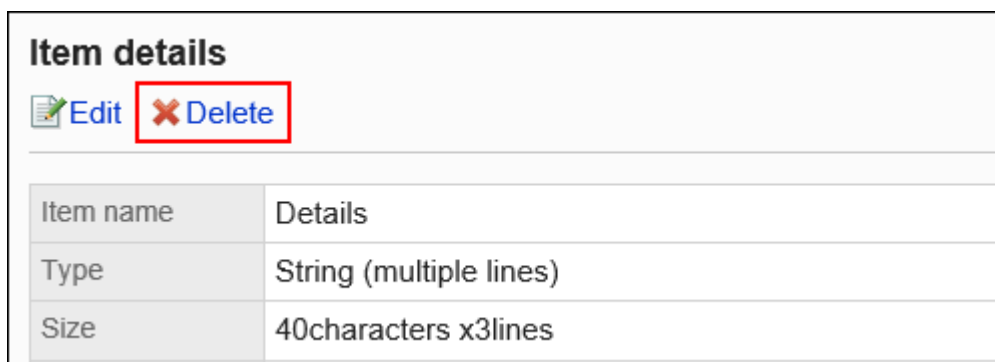 Item details
Edit Delete
Item name Details
Type String (multiple lines)
Size 40characters x3lines